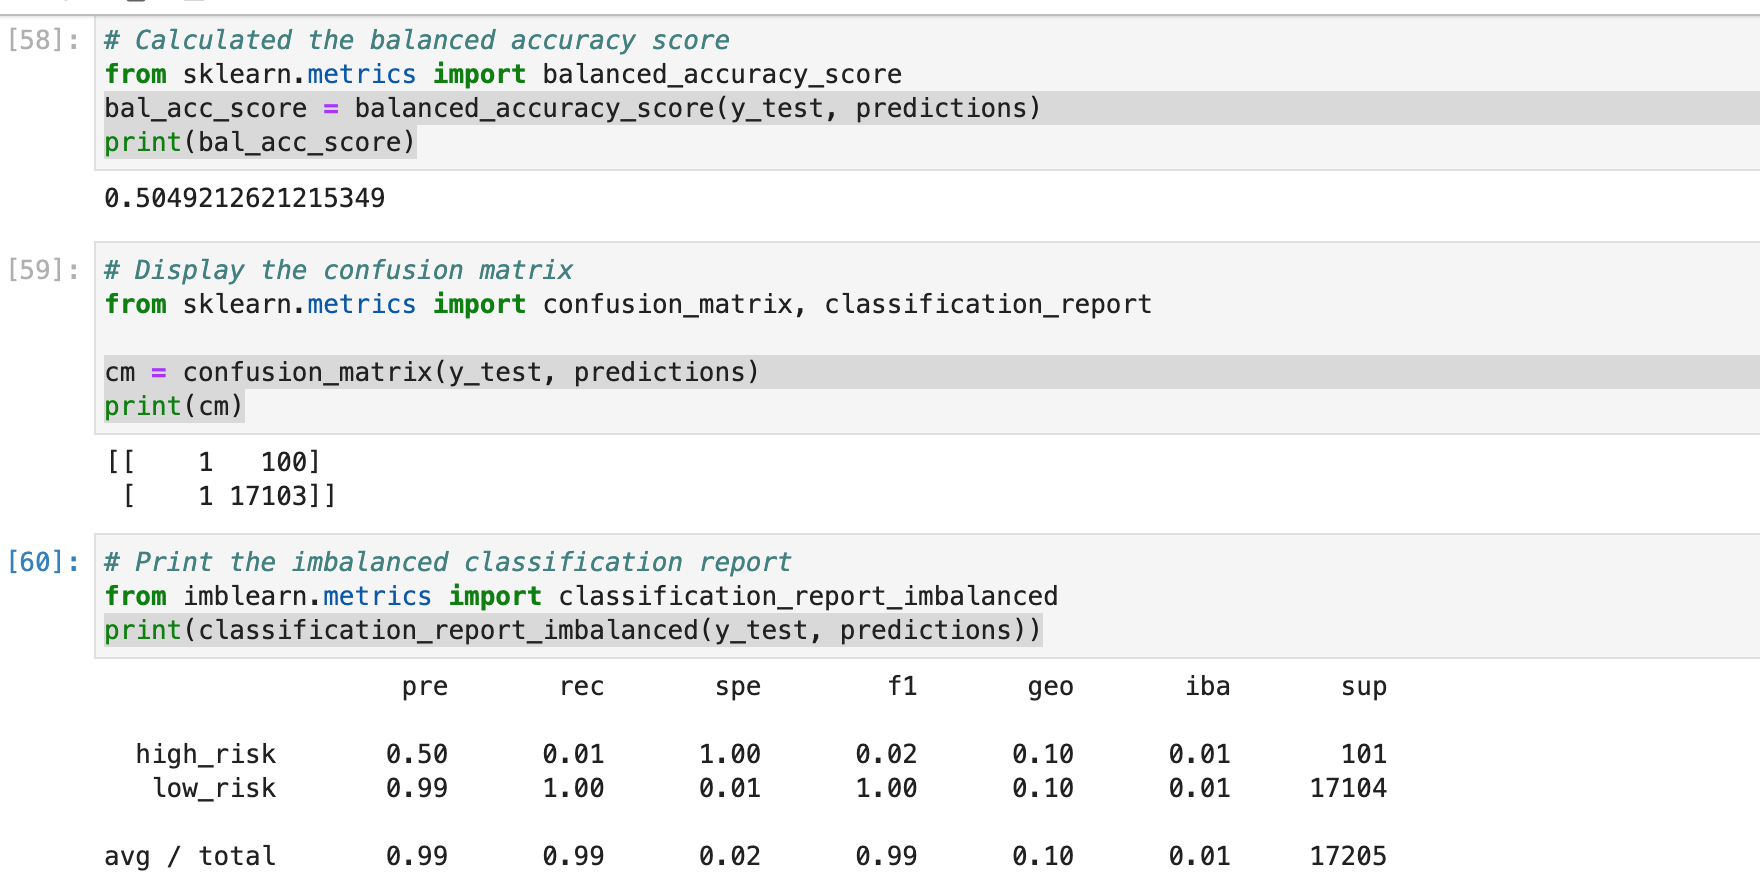 [58]: # Calculated the balanced accuracy score
from sklearn.metrics import balanced_accuracy_score
bal_acc_score = balanced_accuracy_score(y_test, predictions)
print(bal_acc_score)
0.5049212621215349
[59]: # Display the confusion matrix
from sklearn.metrics import confusion_matrix, classification_report
cm = confusion_matrix(y_test, predictions)
print(cm)
[[    1   100]
 [    1 17103]]
[60]: # Print the imbalanced classification report
from imblearn.metrics import classification_report_imbalanced
print(classification_report_imbalanced(y_test, predictions))
pre rec spe f1 geo iba sup
high_risk 0.50 0.01 1.00 0.02 0.10 0.01 101
low_risk 0.99 1.00 0.01 1.00 0.10 0.01 17104
avg / total 0.99 0.99 0.02 0.99 0.10 0.01 17205